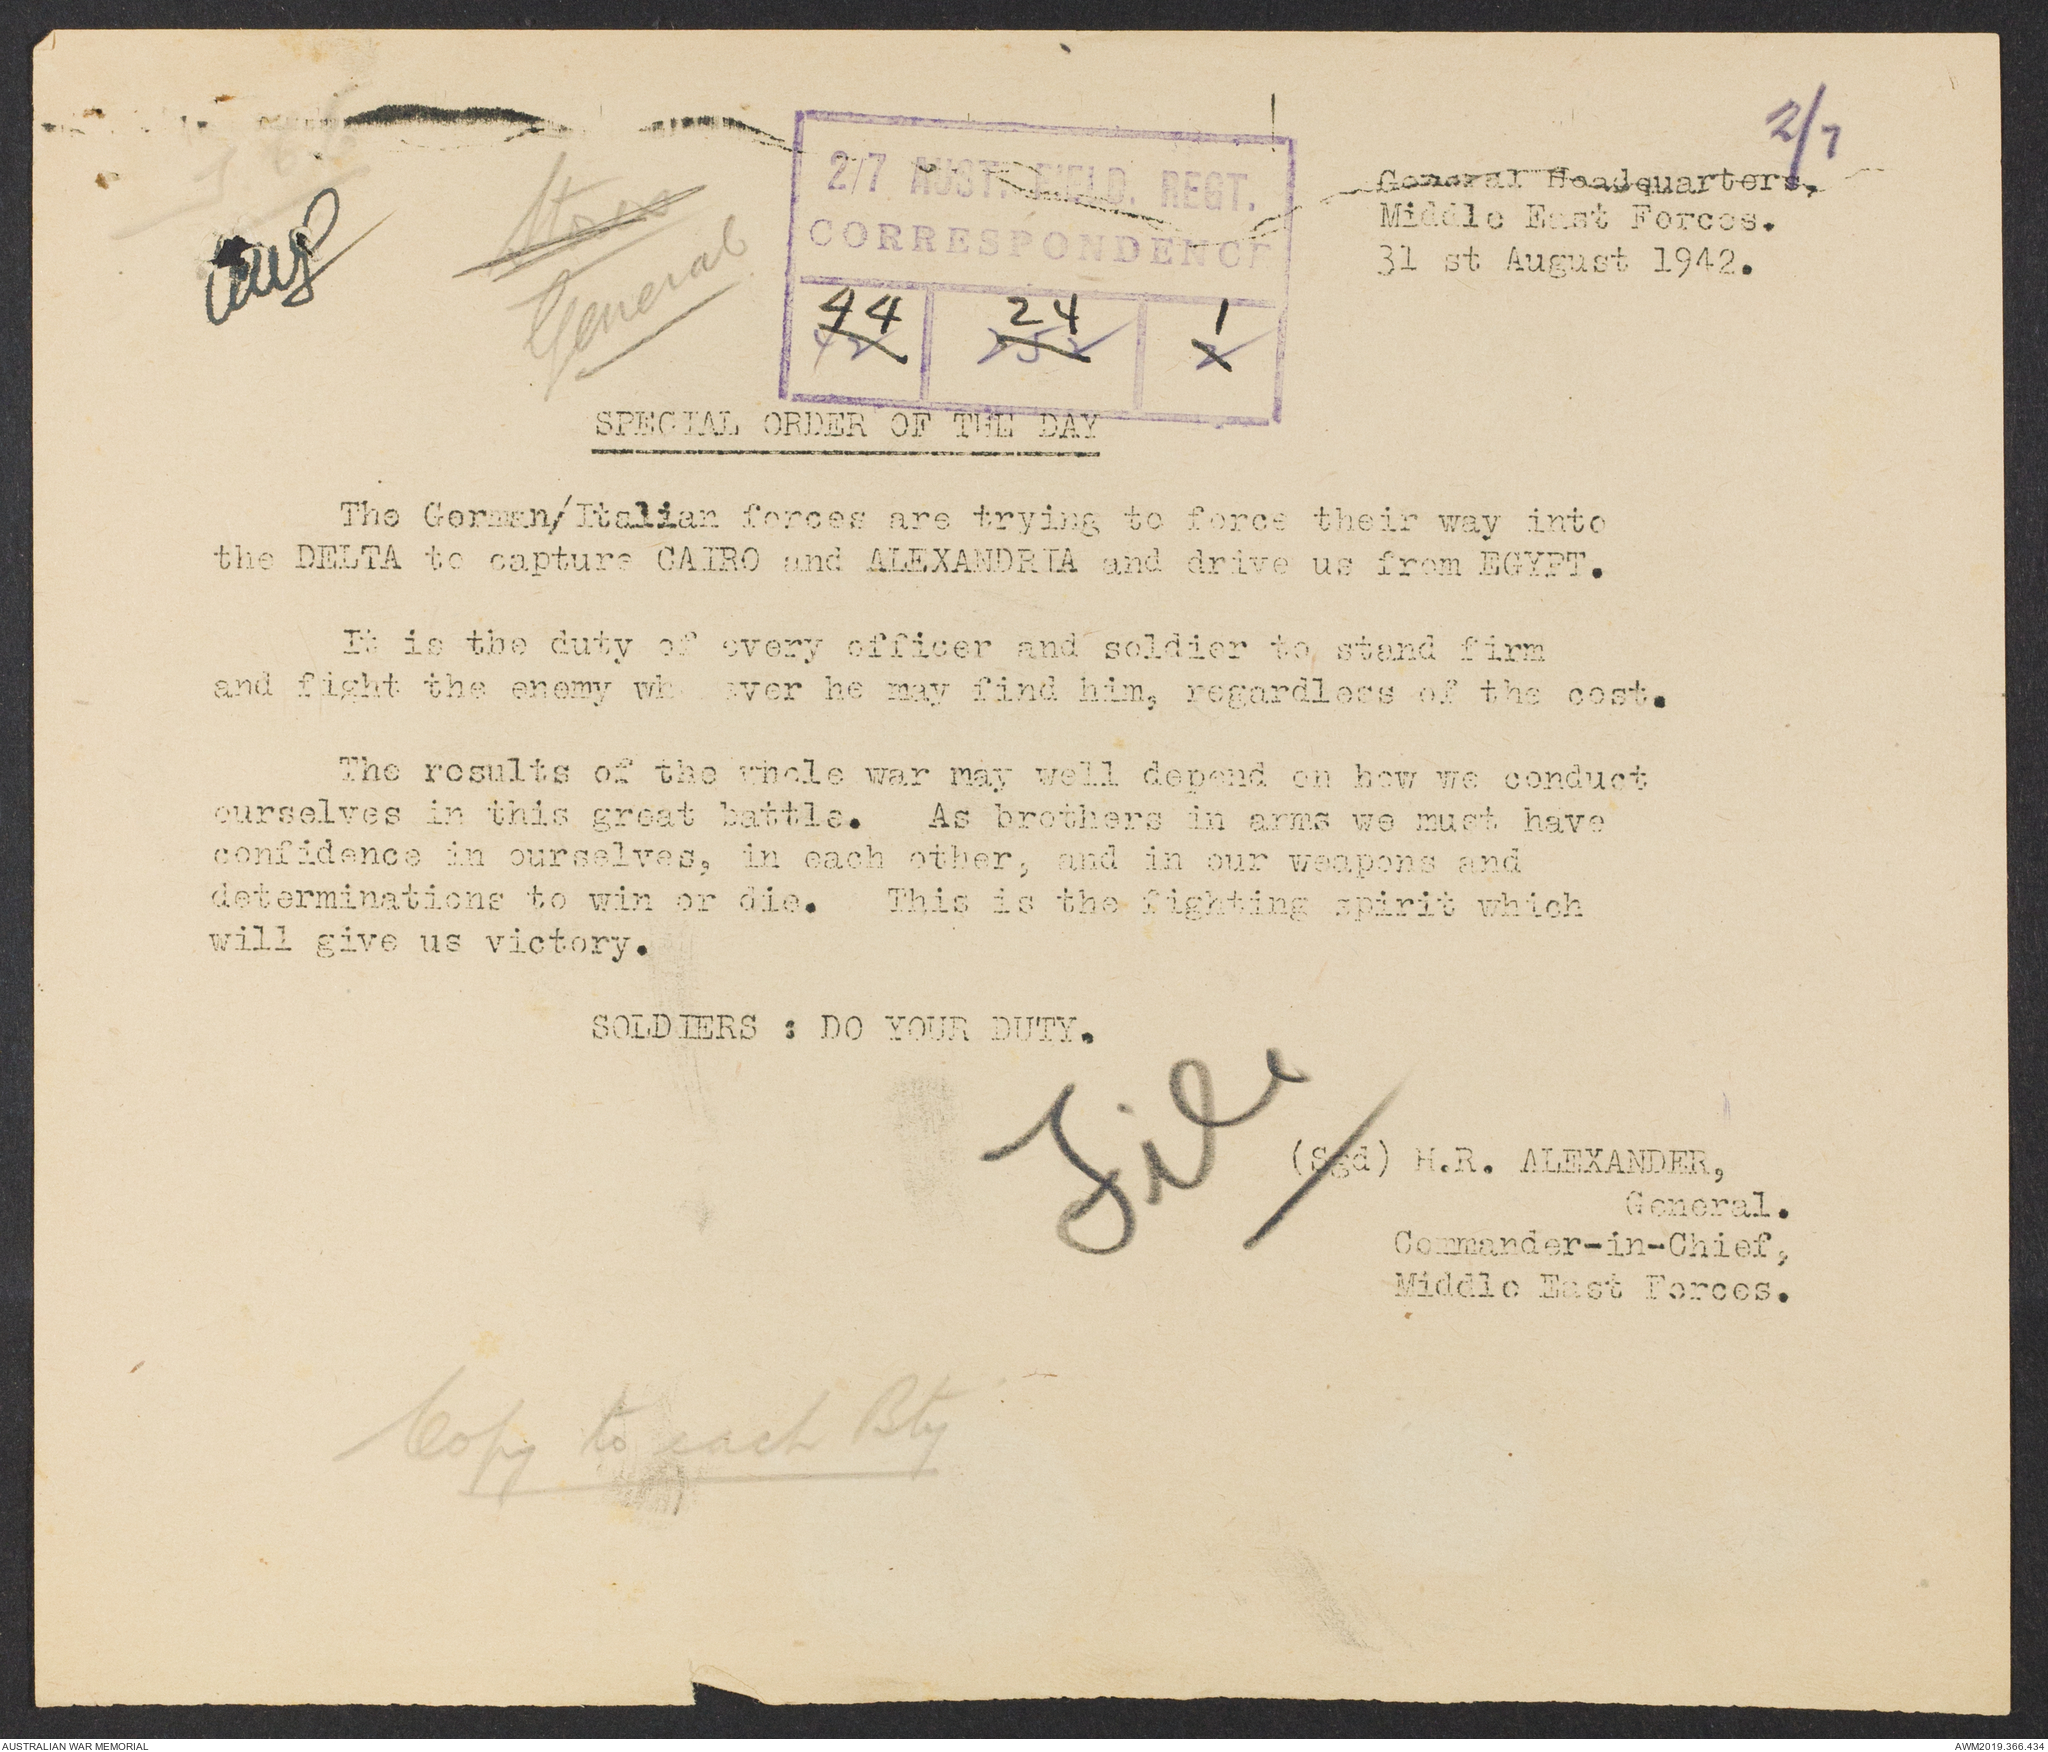 2/7
2/7 AUST. FIELD. REGT.
CORRESPONDENCE
44 24 1
42 252 2
Stores
General
General Headquarters,
Middle East Forces.
31 st August 1942.
SPECIAL ORDER OF THE DAY
The German/Italian forces are trying to force their way into
the DELTA to capture CAIRO and ALEXANDRIA and drive us from EGYPT.
It is the duty of every officer and soldier to stand firm
and fight the enemy wherever he may find him, regardless of the cost.
The results of the whole war may well depend on how we conduct
ourselves in this great battle. As brothers in arms we must have
confidence in ourselves, in each other, and in our weapons and
determinations to win or die. This is the fighting spirit which
will give us victory.
SOLDIERS : DO YOUR DUTY.
File
(Sgd) H.R. ALEXANDER,
General.
Commander-in-Chief,
Middle East Forces.
Copy to each Bty
AUSTRALIAN WAR MEMORIAL
AWM2019.366.434